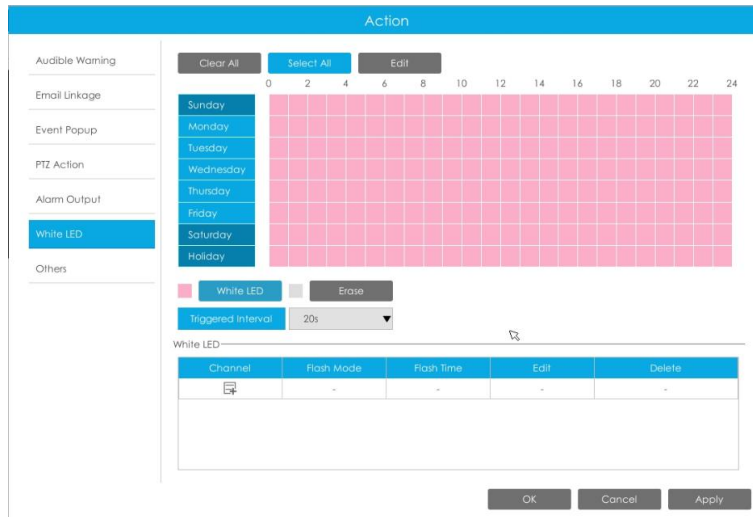 Action
Audible Warning
Email Linkage
Event Popup
PTZ Action
Alarm Output
White LED
Others
Clear All Select All Edit
0 2 4 6 8 10 12 14 16 18 20 22 24
Sunday
Monday
Tuesday
Wednesday
Thursday
Friday
Saturday
Holiday
White LED Erase
Triggered Interval 20s
White LED
Channel Flash Mode Flash Time Edit Delete
- - - -
OK Cancel Apply